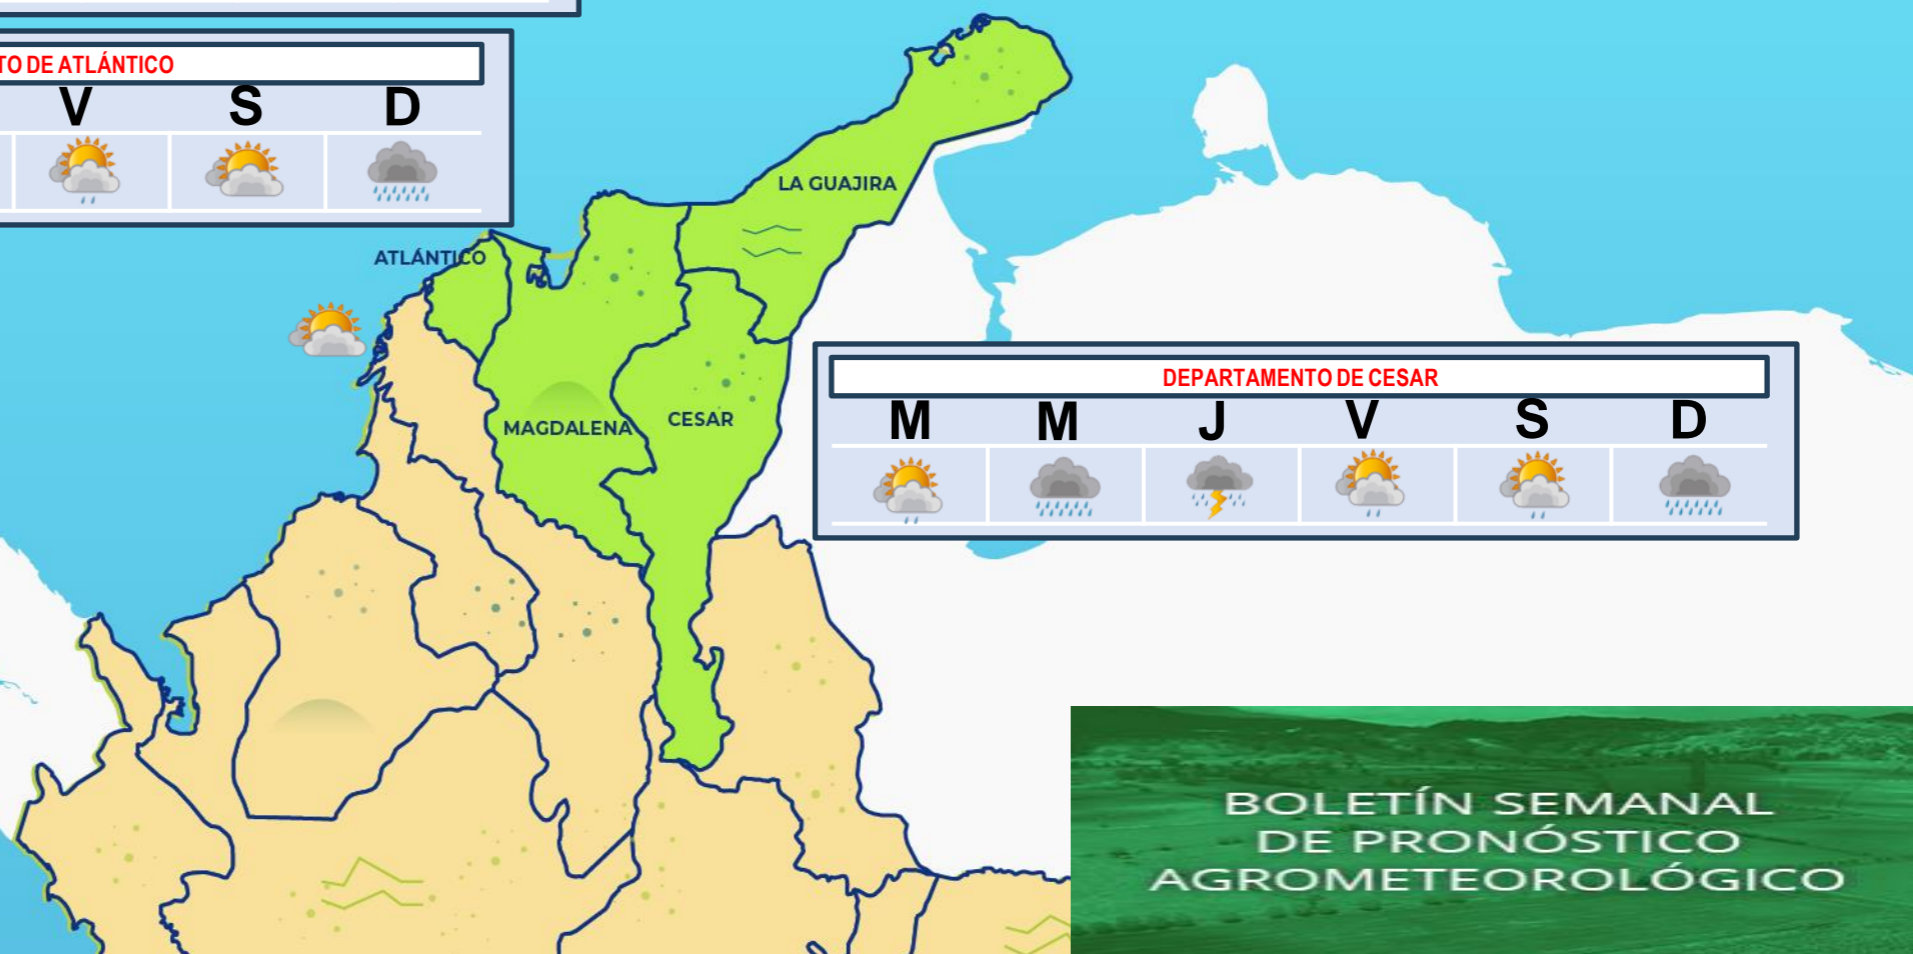 TO DE ATLÁNTICO
V S D
LA GUAJIRA
ATLÁNTICO
MAGDALENA
CESAR
DEPARTAMENTO DE CESAR
M M J V S D
BOLETÍN SEMANAL
DE PRONÓSTICO
AGROMETEOROLÓGICO